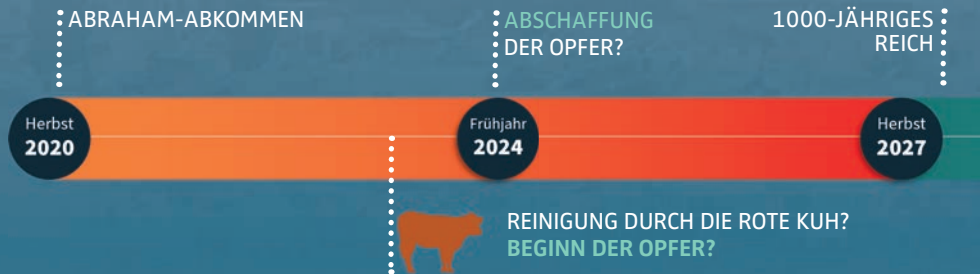 ABRAHAM-ABKOMMEN
ABSCHAFFUNG
DER OPFER?
1000-JÄHRIGES
REICH
Herbst
2020
Frühjahr
2024
Herbst
2027
REINIGUNG DURCH DIE ROTE KUH?
BEGINN DER OPFER?